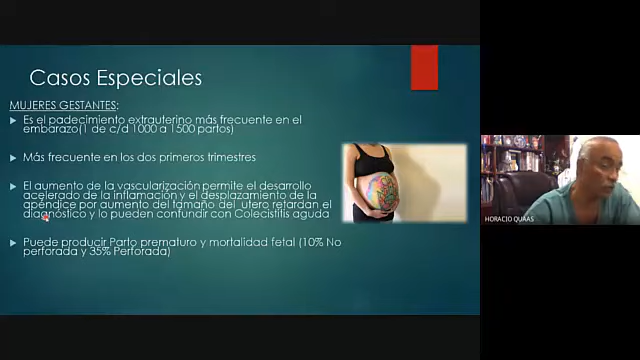 Casos Especiales
MUJERES GESTANTES:
Es el padecimiento extrauterino más frecuente en el
embarazo(1 de c/d 1000 a 1500 partos)
Más frecuente en los dos primeros trimestres
El aumento de la vascularización permite el desarrollo
acelerado de la inflamación y el desplazamiento de la
apéndice por aumento del tamaño del utero retardan el
diagnóstico y lo pueden confundir con Colecistitis aguda
Puede producir Parto prematuro y mortalidad fetal (10% No
perforada y 35% Perforada)
HORACIO QUAAS